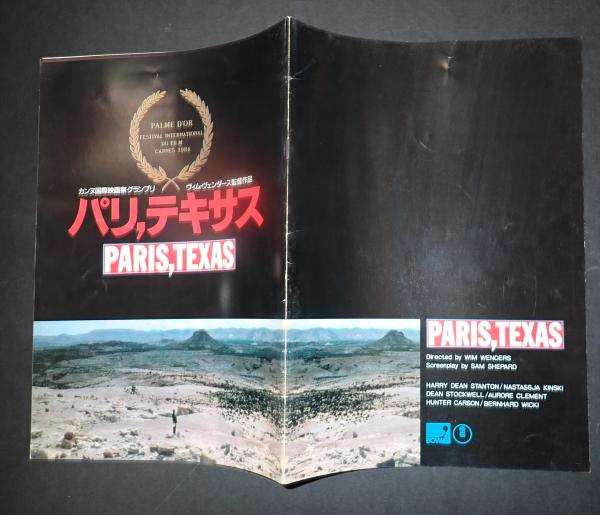 PALME D'OR
FESTIVAL INTERNATIONAL
DU FILM
CANNES 1984
カンヌ国際映画祭グランプリ ヴィム・ヴェンダース監督作品
パリ,テキサス
PARIS,TEXAS
PARIS,TEXAS
Directed by WIM WENDERS
Screenplay by SAM SHEPARD
HARRY DEAN STANTON/NASTASSJA KINSKI
DEAN STOCKWELL/AURORE CLEMENT
HUNTER CARSON/BERNHARD WICKI
BOW